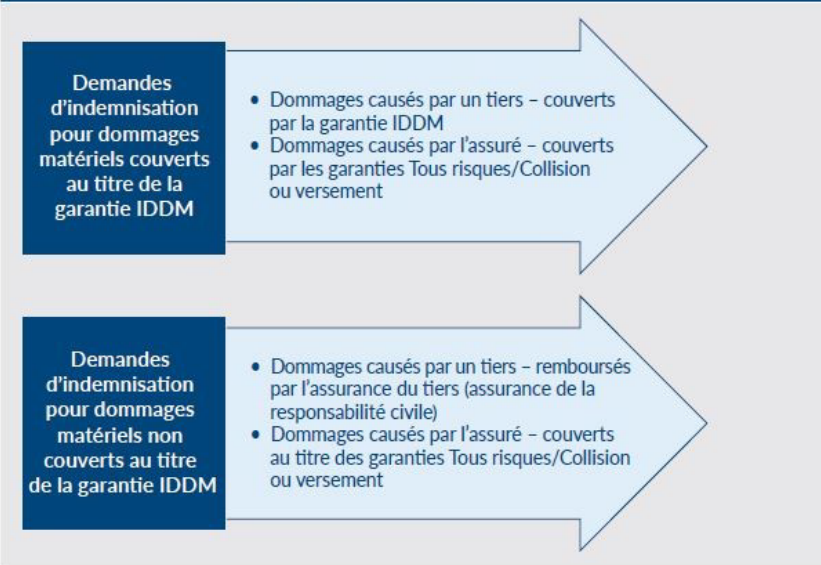 Demandes
d'indemnisation
pour dommages
matériels couverts
au titre de la
garantie IDDM
• Dommages causés par un tiers – couverts
par la garantie IDDM
• Dommages causés par l'assuré – couverts
par les garanties Tous risques/Collision
ou versement
Demandes
d'indemnisation
pour dommages
matériels non
couverts au titre
de la garantie IDDM
• Dommages causés par un tiers – remboursés
par l'assurance du tiers (assurance de la
responsabilité civile)
• Dommages causés par l'assuré – couverts
au titre des garanties Tous risques/Collision
ou versement